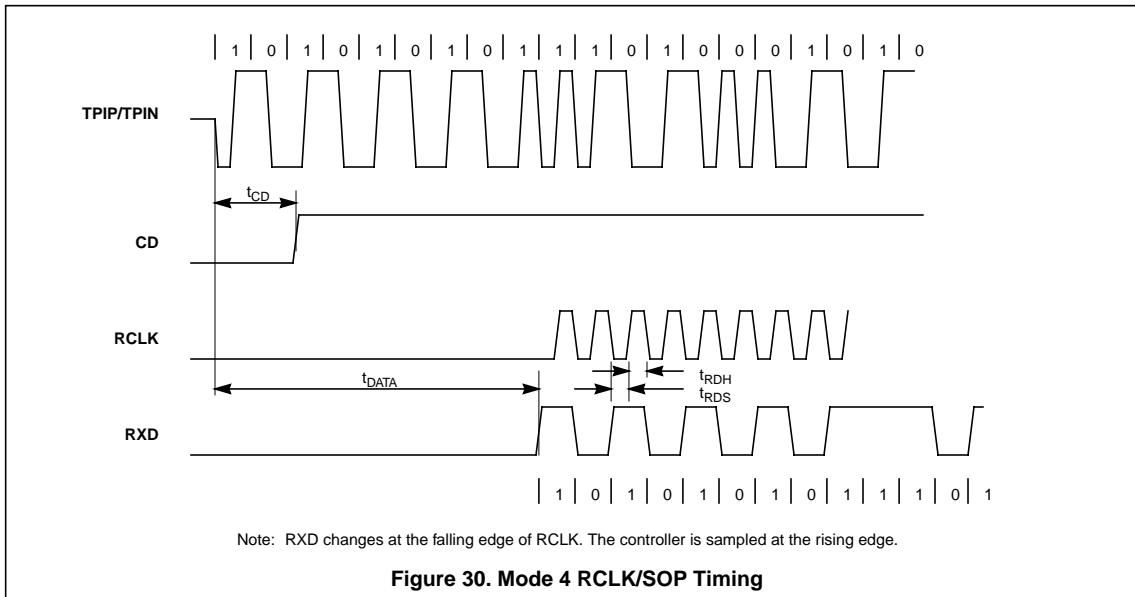 | 1 | 0 | 1 | 0 | 1 | 0 | 1 | 0 | 1 | 1 | 1 | 0 | 1 | 0 | 0 | 0 | 1 | 0 | 1 | 0
TPIP/TPIN
tCD
CD
RCLK
tDATA
tRDH
tRDS
RXD
| 1 | 0 | 1 | 0 | 1 | 0 | 1 | 0 | 1 | 1 | 1 | 0 | 1
Note: RXD changes at the falling edge of RCLK. The controller is sampled at the rising edge.
Figure 30. Mode 4 RCLK/SOP Timing